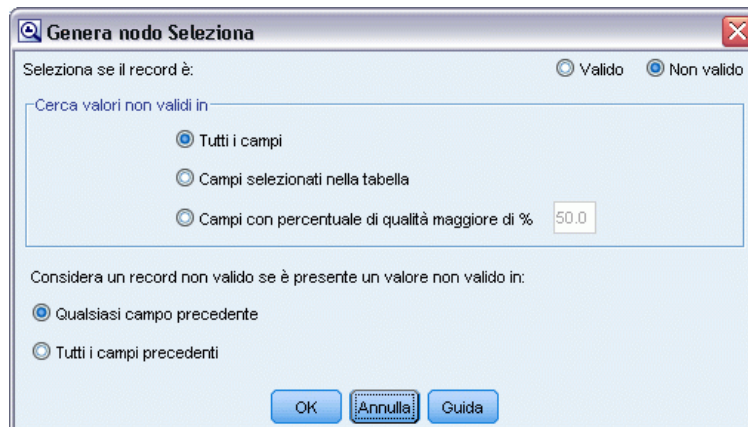 Genera nodo Seleziona
Seleziona se il record è: Valido Non valido
Cerca valori non validi in
Tutti i campi
Campi selezionati nella tabella
Campi con percentuale di qualità maggiore di % 50.0
Considera un record non valido se è presente un valore non valido in:
Qualsiasi campo precedente
Tutti i campi precedenti
OK Annulla Guida